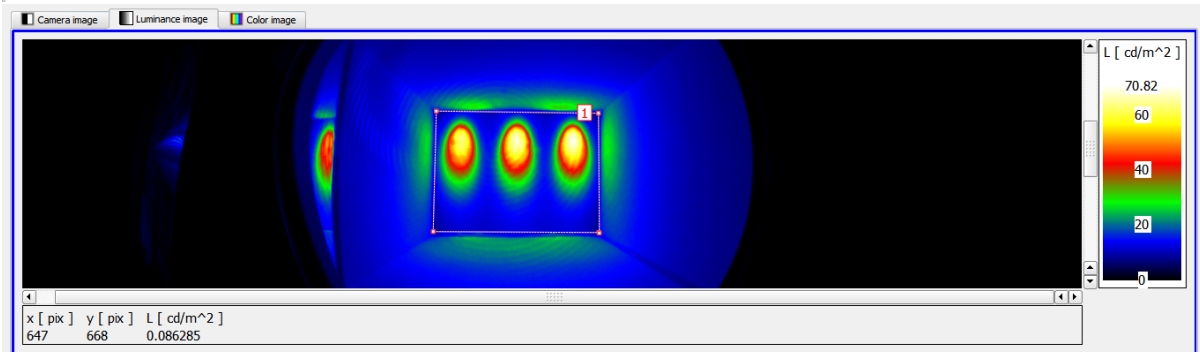 Camera image Luminance image Color image
L [ cd/m^2 ]
70.82
60
40
20
0
1
x [ pix ] y [ pix ] L [ cd/m^2 ]
647 668 0.086285